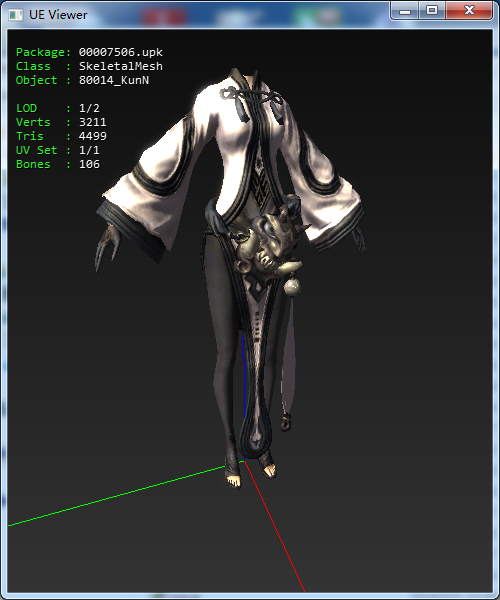 UE Viewer
Package: 00007506.upk
Class  : SkeletalMesh
Object : 80014_KunN
LOD    : 1/2
Verts  : 3211
Tris   : 4499
UV Set : 1/1
Bones  : 106